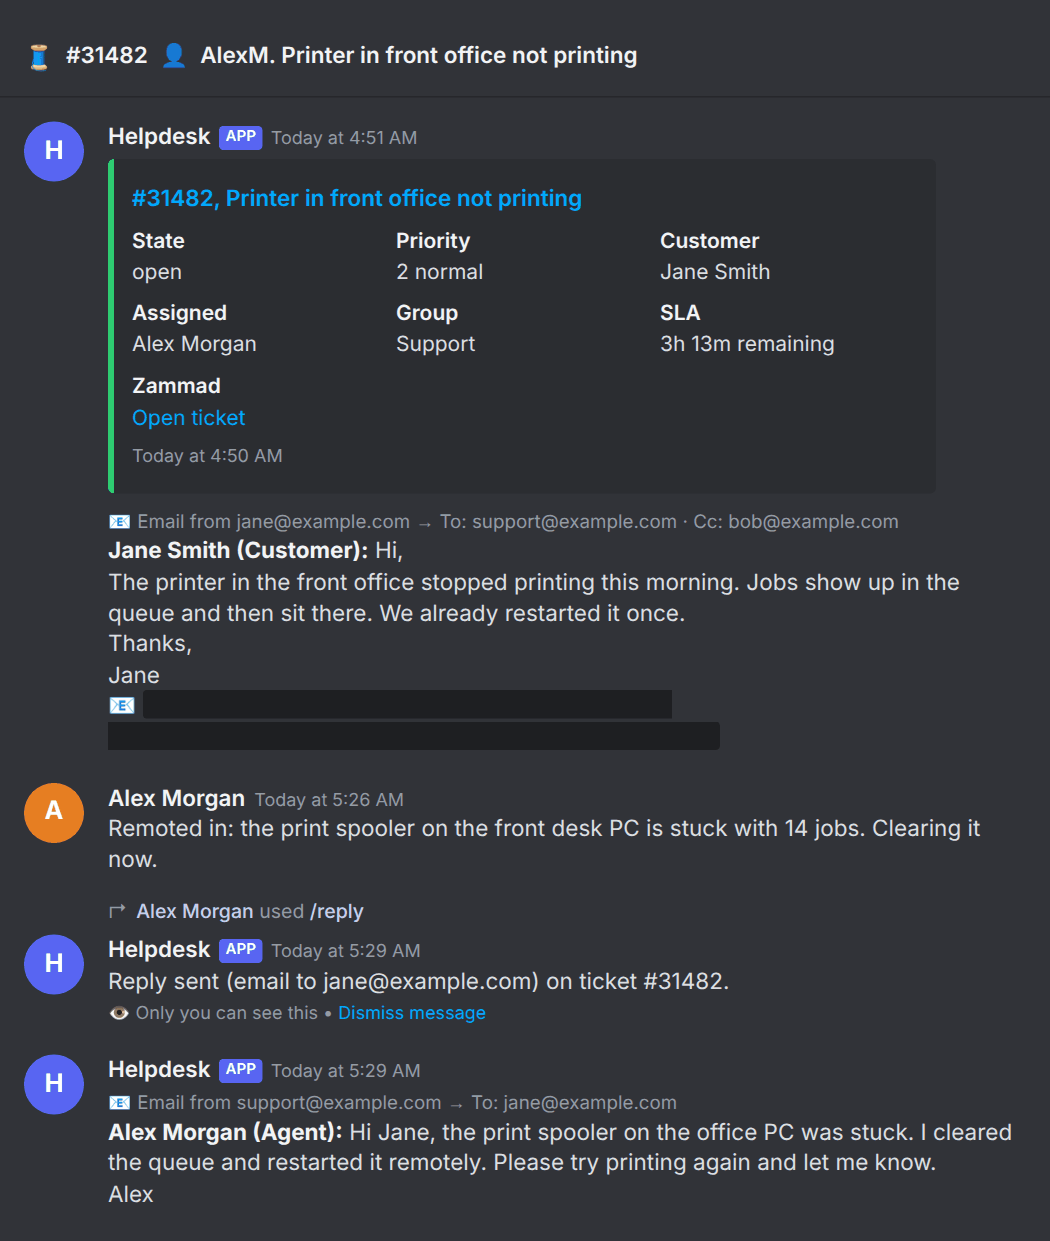 #31482 AlexM. Printer in front office not printing
H
Helpdesk APP Today at 4:51 AM
#31482, Printer in front office not printing
State Priority Customer
open 2 normal Jane Smith
Assigned Group SLA
Alex Morgan Support 3h 13m remaining
Zammad
Open ticket
Today at 4:50 AM
Email from jane@example.com → To: support@example.com · Cc: bob@example.com
Jane Smith (Customer): Hi,
The printer in the front office stopped printing this morning. Jobs show up in the
queue and then sit there. We already restarted it once.
Thanks,
Jane
A
Alex Morgan Today at 5:26 AM
Remoted in: the print spooler on the front desk PC is stuck with 14 jobs. Clearing it
now.
Alex Morgan used /reply
H
Helpdesk APP Today at 5:29 AM
Reply sent (email to jane@example.com) on ticket #31482.
Only you can see this • Dismiss message
H
Helpdesk APP Today at 5:29 AM
Email from support@example.com → To: jane@example.com
Alex Morgan (Agent): Hi Jane, the print spooler on the office PC was stuck. I cleared
the queue and restarted it remotely. Please try printing again and let me know.
Alex